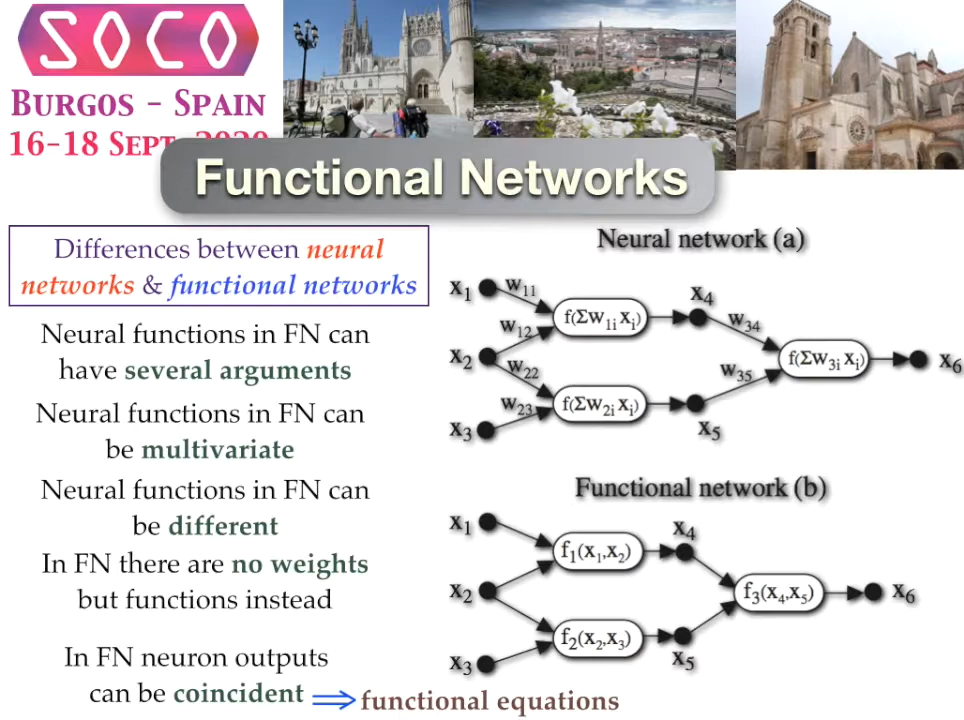 SOCO
BURGOS - SPAIN
16-18 SEPT. 2020
Functional Networks
Differences between neural
networks & functional networks
Neural functions in FN can
have several arguments
Neural functions in FN can
be multivariate
Neural functions in FN can
be different
In FN there are no weights
but functions instead
In FN neuron outputs
can be coincident ⇒ functional equations
Neural network (a)
x₁
w₁₁
f(Σw₁ᵢ xᵢ)
x₄
w₃₄
w₁₂
x₂
w₂₂
f(Σw₃ᵢ xᵢ)
x₆
w₃₅
w₂₃
f(Σw₂ᵢ xᵢ)
x₃
x₅
Functional network (b)
x₁
x₄
f₁(x₁,x₂)
x₂
f₃(x₄,x₅)
x₆
f₂(x₂,x₃)
x₃
x₅